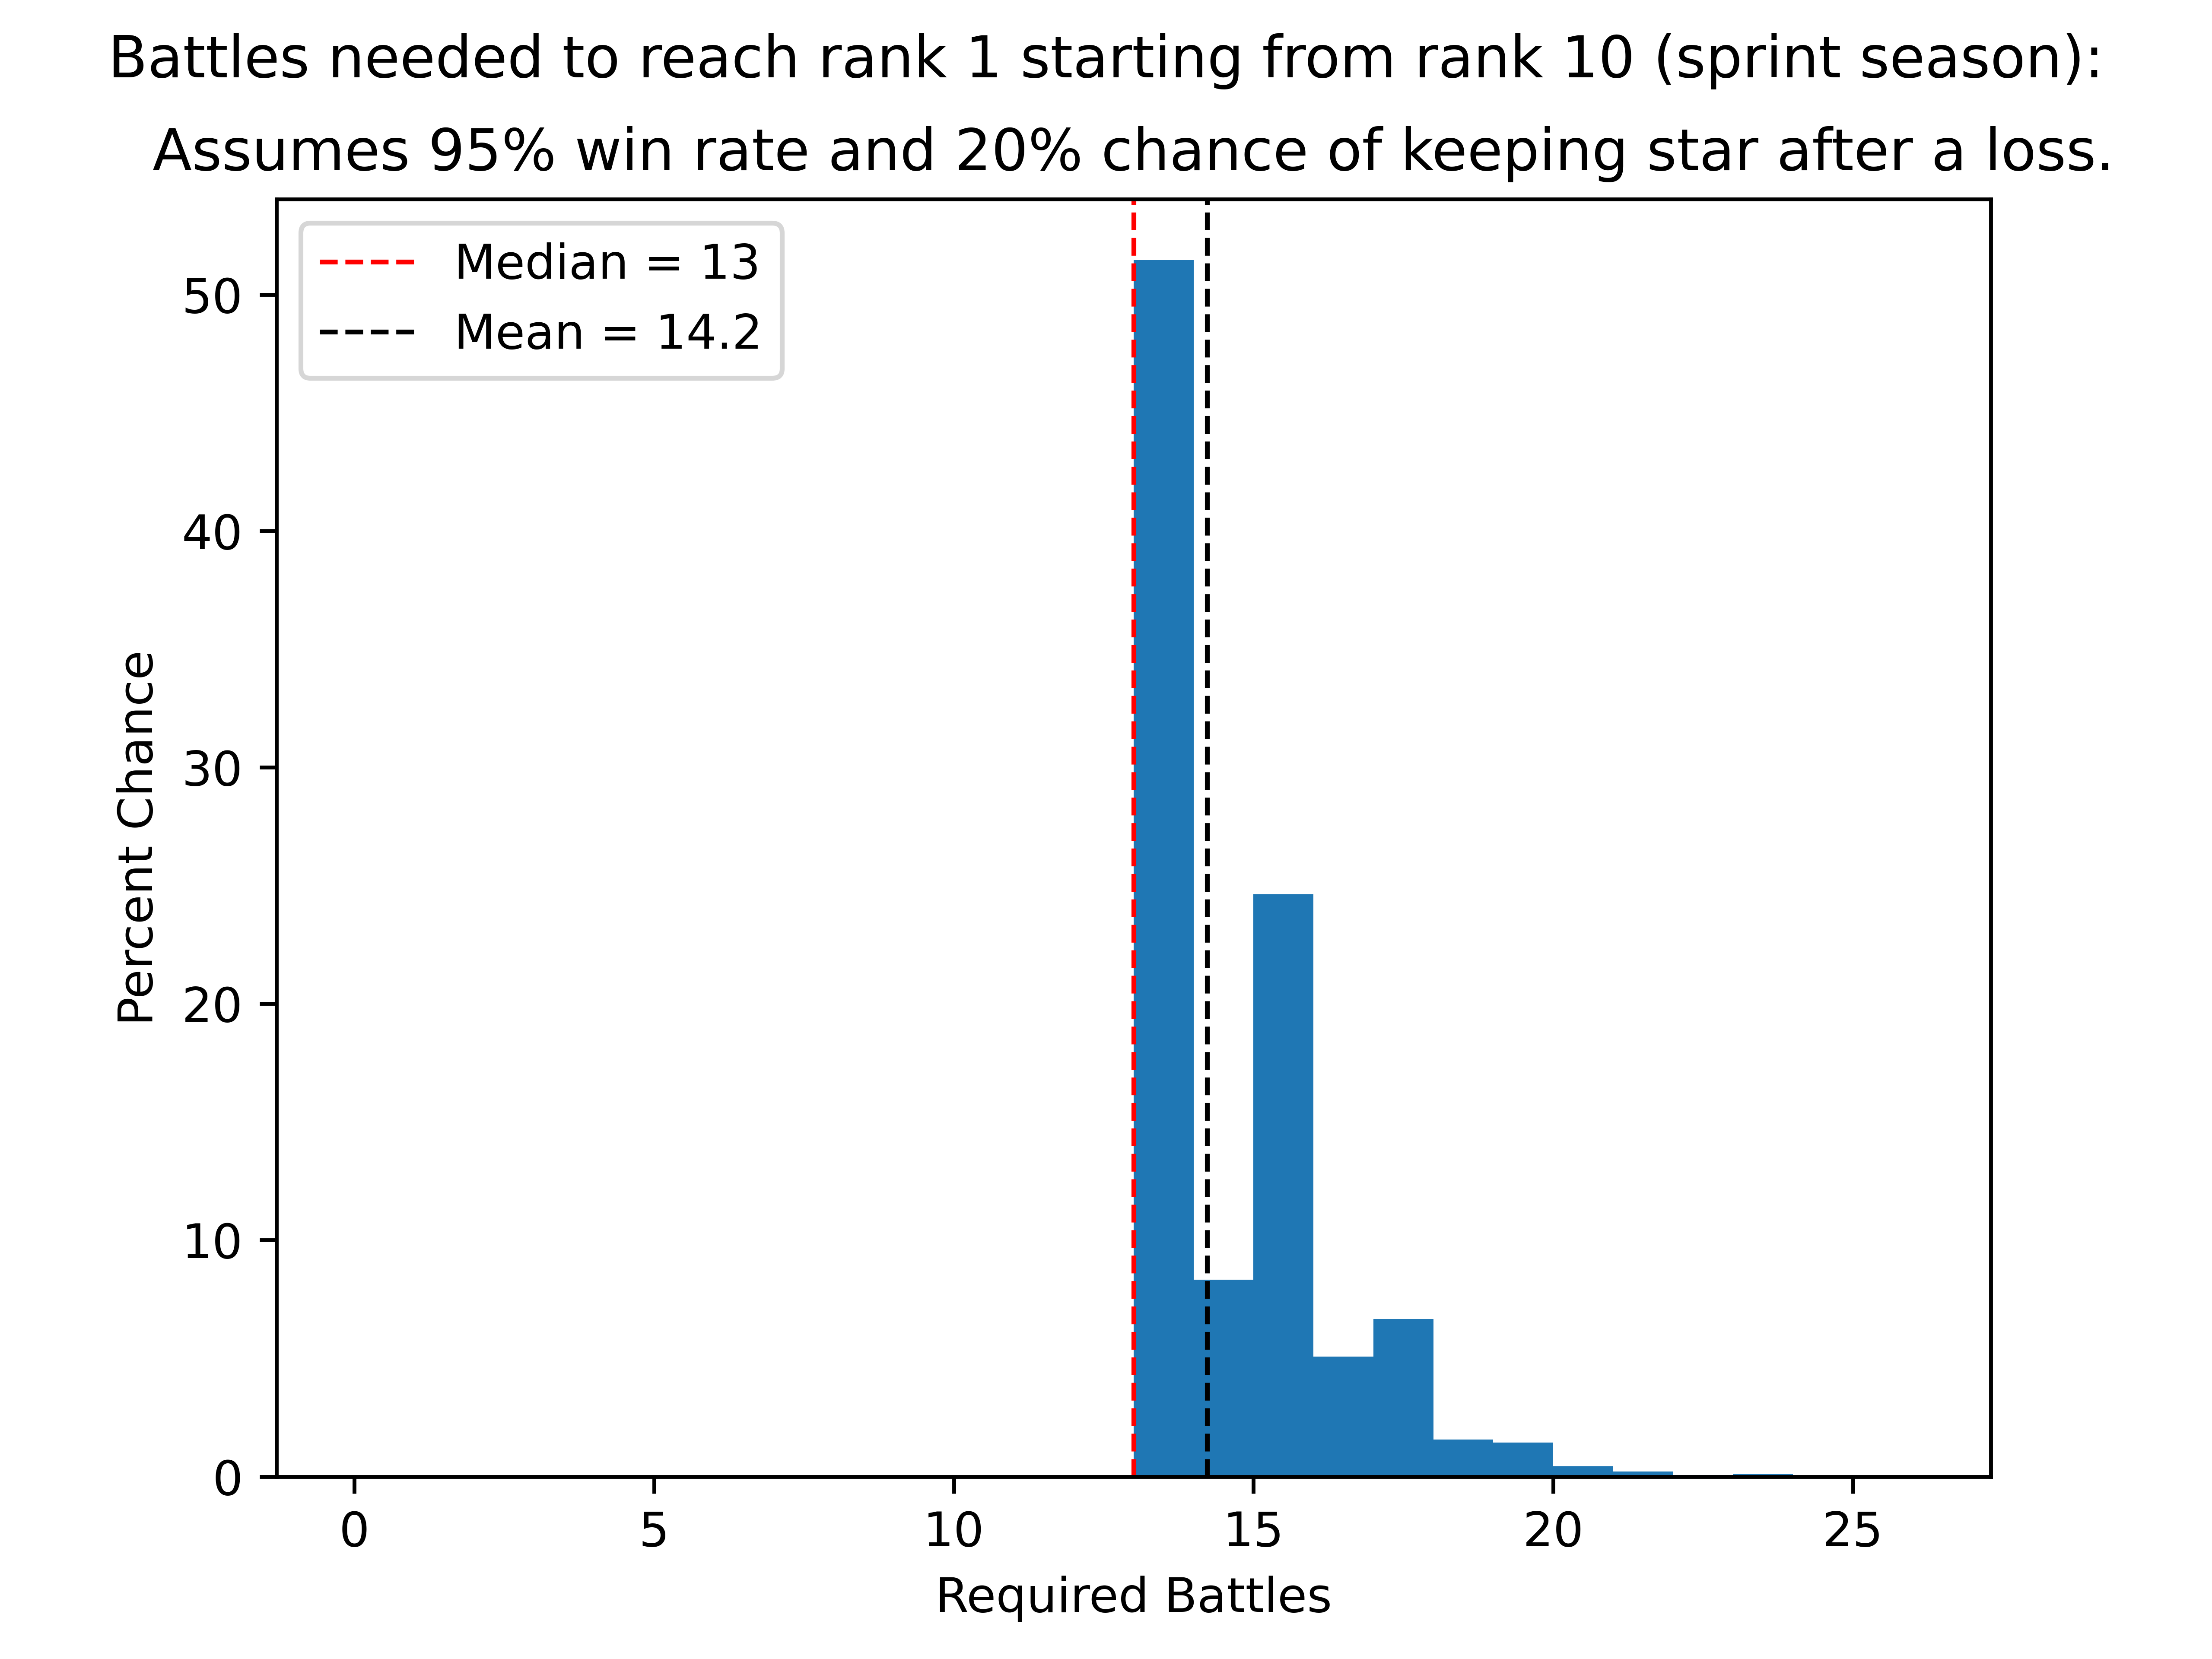 Battles needed to reach rank 1 starting from rank 10 (sprint season):
Assumes 95% win rate and 20% chance of keeping star after a loss.
Median = 13
Mean = 14.2
50
40
30
20
10
0
Percent Chance
0 5 10 15 20 25
Required Battles